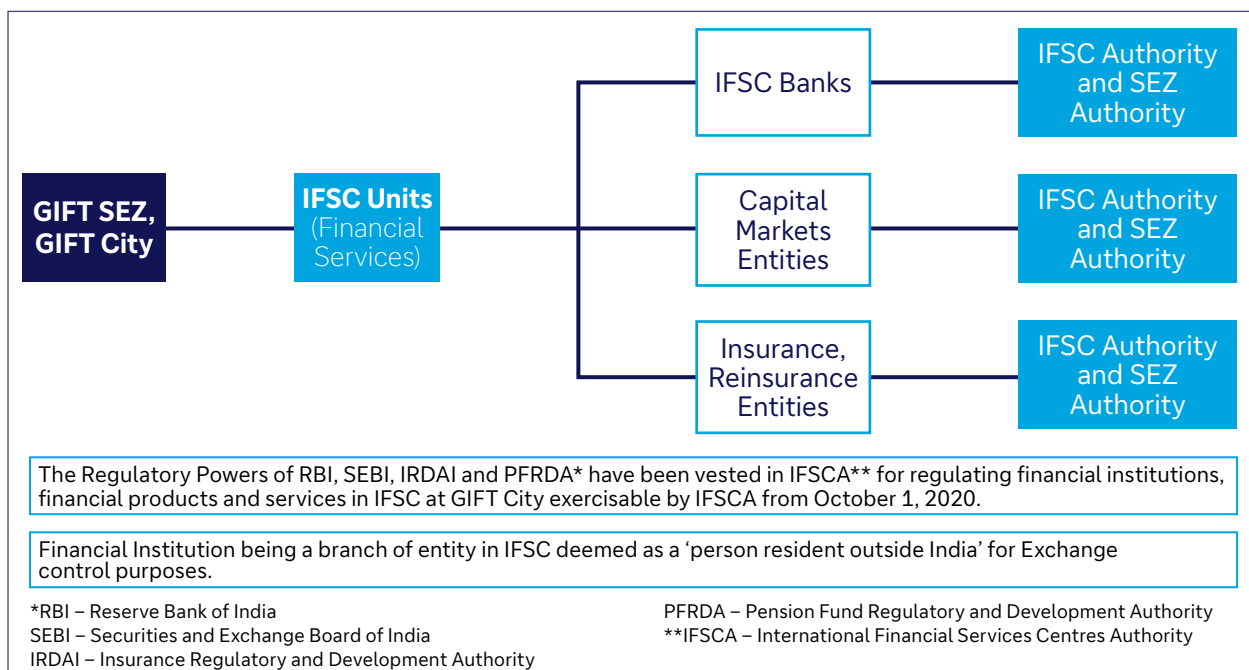 GIFT SEZ,
GIFT City
IFSC Units
(Financial
Services)
IFSC Banks
IFSC Authority
and SEZ
Authority
Capital
Markets
Entities
IFSC Authority
and SEZ
Authority
Insurance,
Reinsurance
Entities
IFSC Authority
and SEZ
Authority
The Regulatory Powers of RBI, SEBI, IRDAI and PFRDA* have been vested in IFSCA** for regulating financial institutions,
financial products and services in IFSC at GIFT City exercisable by IFSCA from October 1, 2020.
Financial Institution being a branch of entity in IFSC deemed as a ‘person resident outside India’ for Exchange
control purposes.
*RBI – Reserve Bank of India
SEBI – Securities and Exchange Board of India
IRDAI – Insurance Regulatory and Development Authority
PFRDA – Pension Fund Regulatory and Development Authority
**IFSCA – International Financial Services Centres Authority